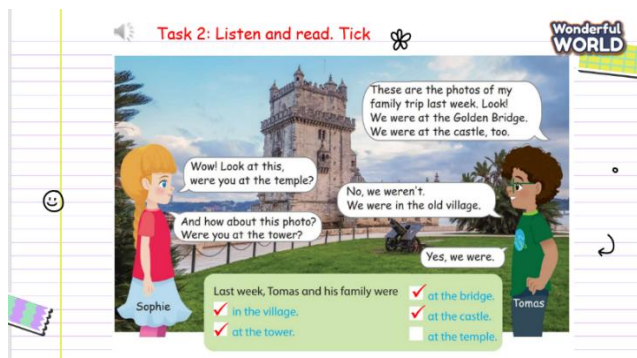 Task 2: Listen and read. Tick
Wonderful
WORLD
These are the photos of my
family trip last week. Look!
We were at the Golden Bridge.
We were at the castle, too.
Wow! Look at this,
were you at the temple?
No, we weren't.
We were in the old village.
And how about this photo?
Were you at the tower?
Yes, we were.
Sophie
Tomas
Last week, Tomas and his family were
in the village.
at the tower.
at the bridge.
at the castle.
at the temple.